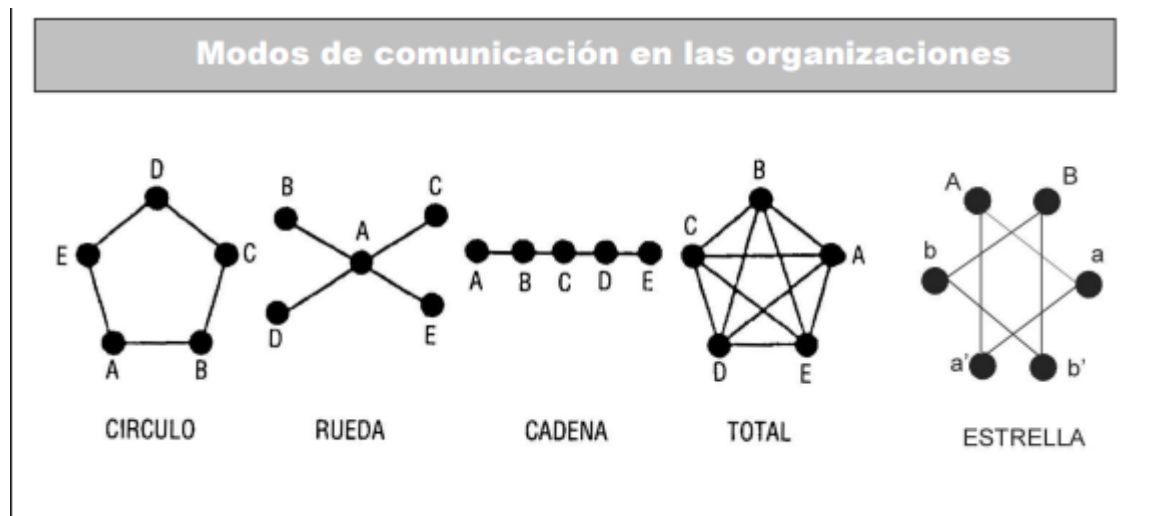 Modos de comunicación en las organizaciones
D
E
C
A
B
CIRCULO
B
C
A
D
E
RUEDA
A B C D E
CADENA
B
C
A
D
E
TOTAL
A
B
b
a
a'
b'
ESTRELLA